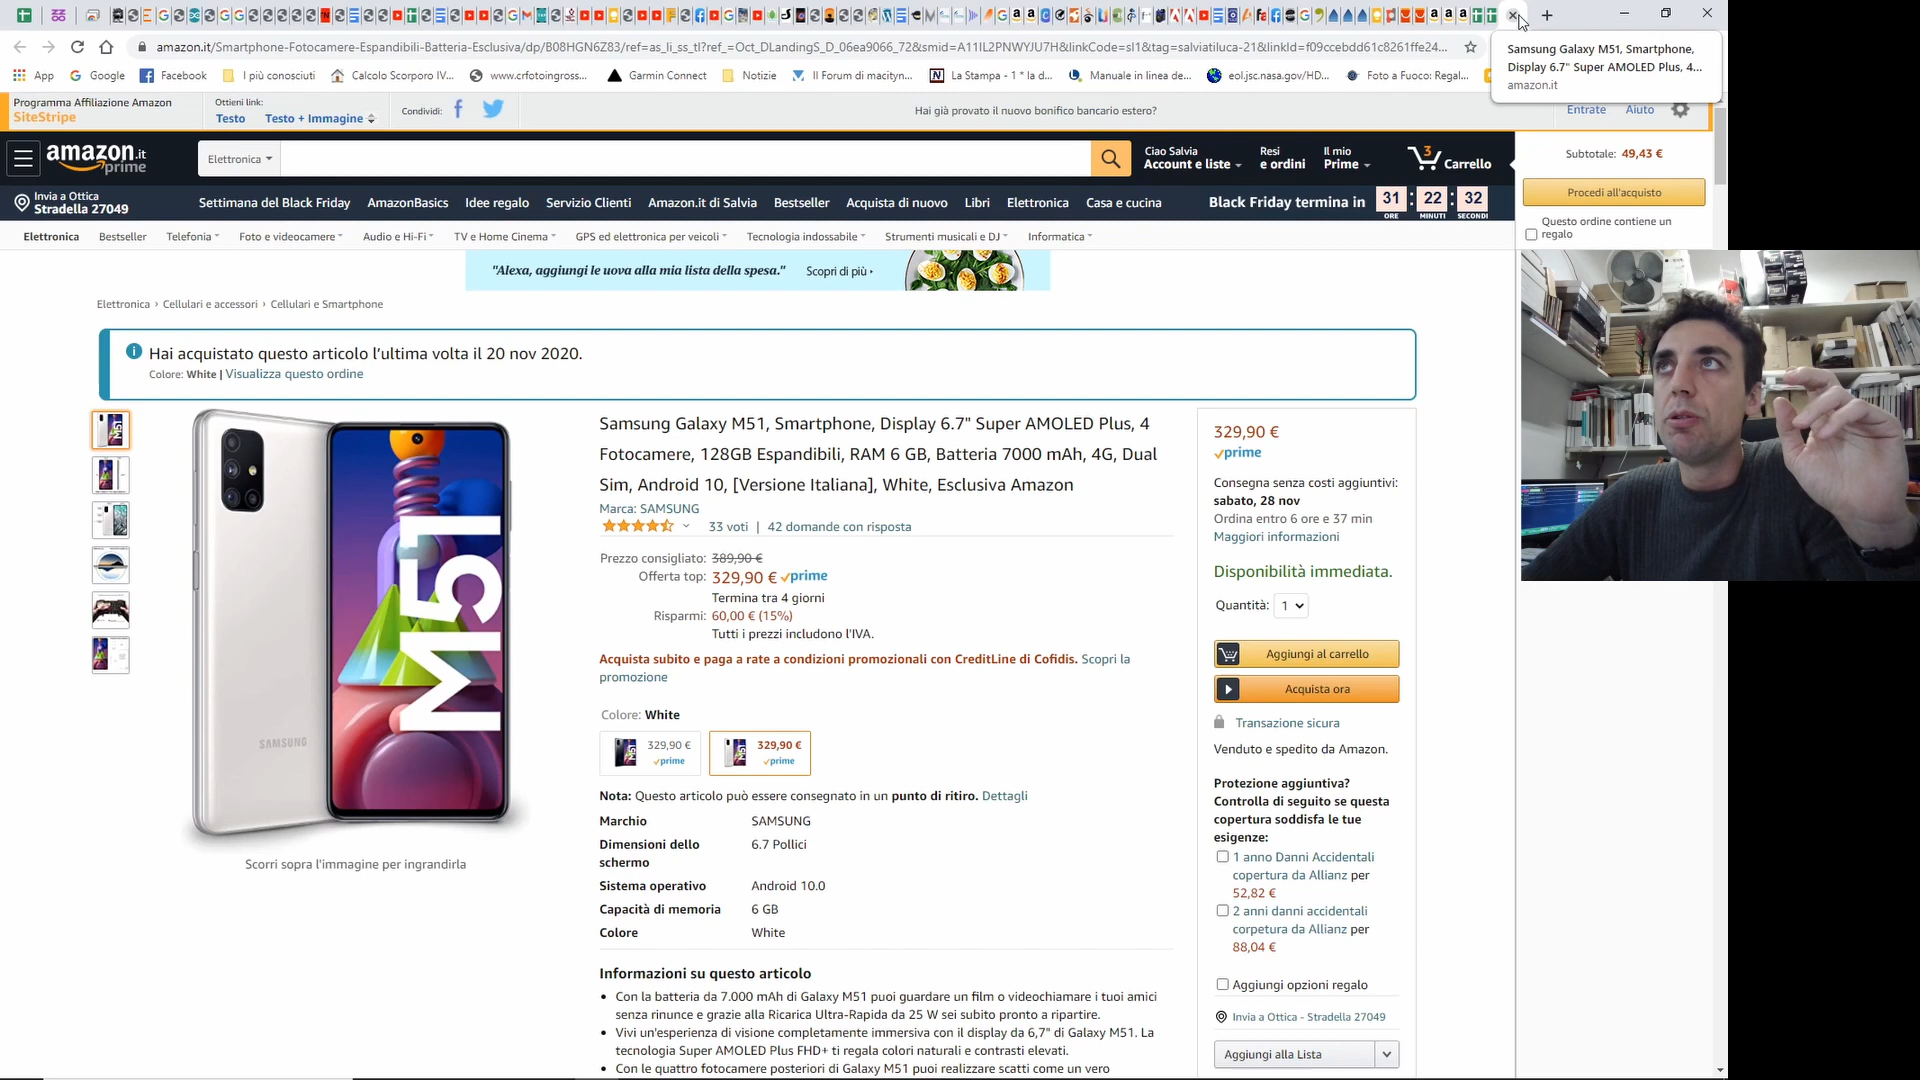 amazon.it/Smartphone-Fotocamere-Espandibili-Batteria-Esclusiva/dp/B08HGN6Z83/ref=as_li_ss_tl?ref_=Oct_DLandingS_D_06ea9066_72&smid=A11IL2PNWYJU7H&linkCode=sl1&tag=salviatiluca-21&linkId=f09ccebdd61c8261ffe24...
Samsung Galaxy M51, Smartphone,
Display 6.7" Super AMOLED Plus, 4...
amazon.it
App Google Facebook I più conosciuti Calcolo Scorporo IV... www.crfotoingross... Garmin Connect Notizie Il Forum di macityn... La Stampa - 1 * la d... Manuale in linea de... eol.jsc.nasa.gov/HD... Foto a Fuoco: Regal...
Programma Affiliazione Amazon
SiteStripe
Ottieni link:
Testo Testo + Immagine
Condividi:
Hai già provato il nuovo bonifico bancario estero?
Entrate Aiuto
amazon.it
prime
Elettronica
Ciao Salvia
Account e liste
Resi
e ordini
Il mio
Prime
3
Carrello
Subtotale: 49,43 €
Procedi all'acquisto
Questo ordine contiene un
regalo
Invia a Ottica
Stradella 27049
Settimana del Black Friday AmazonBasics Idee regalo Servizio Clienti Amazon.it di Salvia Bestseller Acquista di nuovo Libri Elettronica Casa e cucina
Black Friday termina in 31 : 22 : 32
ORE MINUTI SECONDI
Elettronica Bestseller Telefonia Foto e videocamere Audio e Hi-Fi TV e Home Cinema GPS ed elettronica per veicoli Tecnologia indossabile Strumenti musicali e DJ Informatica
"Alexa, aggiungi le uova alla mia lista della spesa." Scopri di più
Elettronica › Cellulari e accessori › Cellulari e Smartphone
Hai acquistato questo articolo l'ultima volta il 20 nov 2020.
Colore: White | Visualizza questo ordine
M51
SAMSUNG
Scorri sopra l'immagine per ingrandirla
Samsung Galaxy M51, Smartphone, Display 6.7" Super AMOLED Plus, 4
Fotocamere, 128GB Espandibili, RAM 6 GB, Batteria 7000 mAh, 4G, Dual
Sim, Android 10, [Versione Italiana], White, Esclusiva Amazon
Marca: SAMSUNG
33 voti | 42 domande con risposta
Prezzo consigliato: 389,90 €
Offerta top: 329,90 € prime
Termina tra 4 giorni
Risparmi: 60,00 € (15%)
Tutti i prezzi includono l'IVA.
Acquista subito e paga a rate a condizioni promozionali con CreditLine di Cofidis. Scopri la
promozione
Colore: White
329,90 €
prime
329,90 €
prime
Nota: Questo articolo può essere consegnato in un punto di ritiro. Dettagli
Marchio SAMSUNG
Dimensioni dello
schermo
6.7 Pollici
Sistema operativo Android 10.0
Capacità di memoria 6 GB
Colore White
Informazioni su questo articolo
• Con la batteria da 7.000 mAh di Galaxy M51 puoi guardare un film o videochiamare i tuoi amici
senza rinunce e grazie alla Ricarica Ultra-Rapida da 25 W sei subito pronto a ripartire.
• Vivi un'esperienza di visione completamente immersiva con il display da 6,7" di Galaxy M51. La
tecnologia Super AMOLED Plus FHD+ ti regala colori naturali e contrasti elevati.
• Con le quattro fotocamere posteriori di Galaxy M51 puoi realizzare scatti come un vero
329,90 €
prime
Consegna senza costi aggiuntivi:
sabato, 28 nov
Ordina entro 6 ore e 37 min
Maggiori informazioni
Disponibilità immediata.
Quantità: 1
Aggiungi al carrello
Acquista ora
Transazione sicura
Venduto e spedito da Amazon.
Protezione aggiuntiva?
Controlla di seguito se questa
copertura soddisfa le tue
esigenze:
1 anno Danni Accidentali
copertura da Allianz per
52,82 €
2 anni danni accidentali
corpetura da Allianz per
88,04 €
Aggiungi opzioni regalo
Invia a Ottica - Stradella 27049
Aggiungi alla Lista